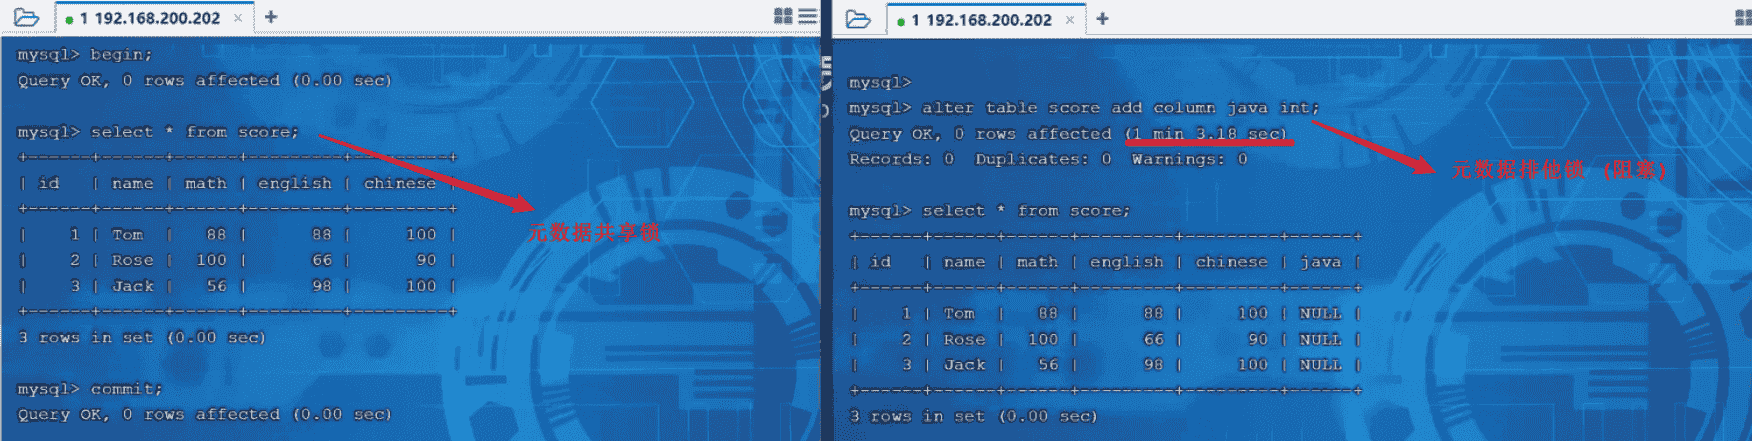 1 192.168.200.202 × +
mysql> begin;
Query OK, 0 rows affected (0.00 sec)
mysql> select * from score;
+------+------+------+---------+---------+
| id   | name | math | english | chinese |
+------+------+------+---------+---------+
|    1 | Tom  |   88 |      88 |     100 |
|    2 | Rose |  100 |      66 |      90 |
|    3 | Jack |   56 |      98 |     100 |
+------+------+------+---------+---------+
3 rows in set (0.00 sec)
mysql> commit;
Query OK, 0 rows affected (0.00 sec)
元数据共享锁
1 192.168.200.202 × +
mysql>
mysql> alter table score add column java int;
Query OK, 0 rows affected (1 min 3.18 sec)
Records: 0  Duplicates: 0  Warnings: 0
元数据排他锁 (阻塞)
mysql> select * from score;
+------+------+------+---------+---------+------+
| id   | name | math | english | chinese | java |
+------+------+------+---------+---------+------+
|    1 | Tom  |   88 |      88 |     100 | NULL |
|    2 | Rose |  100 |      66 |      90 | NULL |
|    3 | Jack |   56 |      98 |     100 | NULL |
+------+------+------+---------+---------+------+
3 rows in set (0.00 sec)